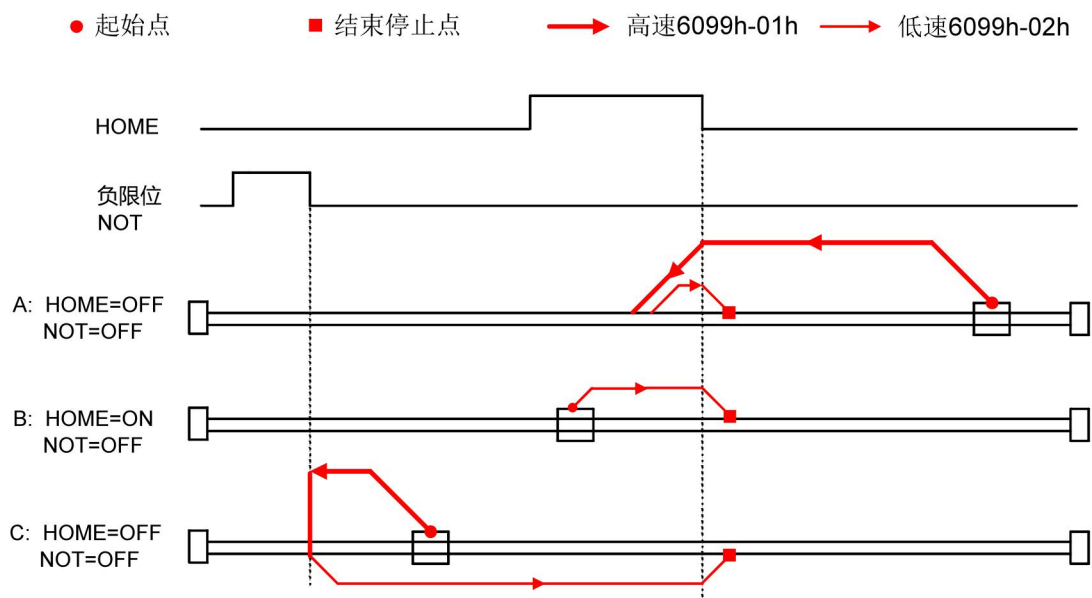 起始点
结束停止点
高速6099h-01h
低速6099h-02h
HOME
负限位
NOT
A: HOME=OFF
NOT=OFF
B: HOME=ON
NOT=OFF
C: HOME=OFF
NOT=OFF